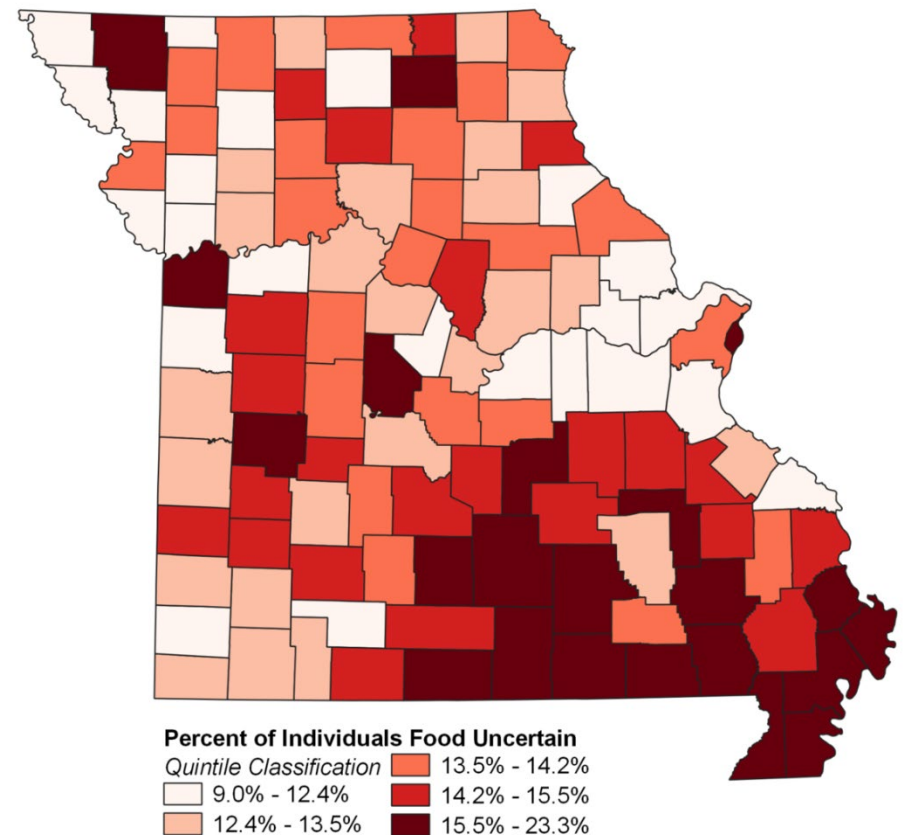 Percent of Individuals Food Uncertain
Quintile Classification
9.0% - 12.4%
12.4% - 13.5%
13.5% - 14.2%
14.2% - 15.5%
15.5% - 23.3%